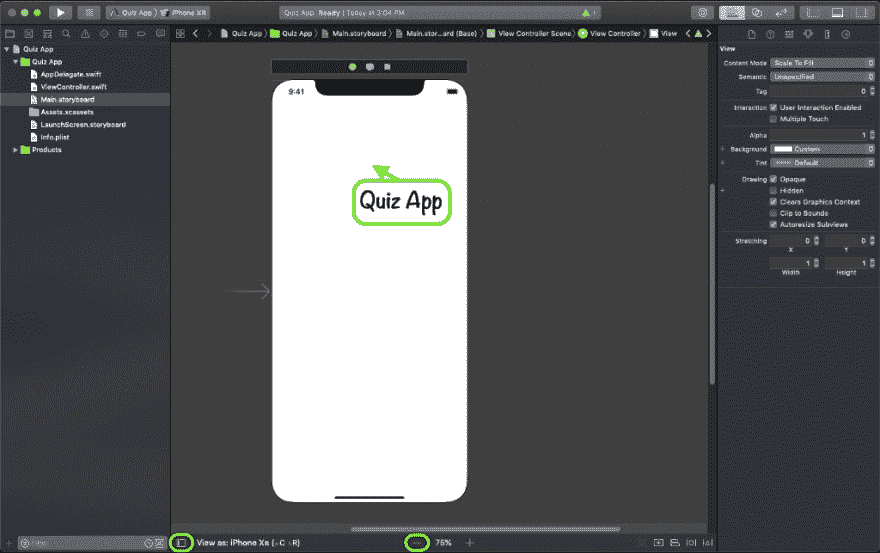 Quiz App
iPhone XR
Quiz App: Ready | Today at 3:04 PM
Quiz App
Quiz App
Main.storyboard
Main.stor...ard (Base)
View Controller Scene
View Controller
View
Quiz App
Quiz App
AppDelegate.swift
ViewController.swift
Main.storyboard
Assets.xcassets
LaunchScreen.storyboard
Info.plist
Products
9:41
Quiz App
View
Content Mode Scale To Fill
Semantic Unspecified
Tag 0
Interaction User Interaction Enabled
Multiple Touch
Alpha 1
Background Custom
Tint Default
Drawing Opaque
Hidden
Clears Graphics Context
Clip to Bounds
Autoresize Subviews
Stretching 0 0
X Y
1 1
Width Height
Filter
View as: iPhone XR (wC hR)
75%